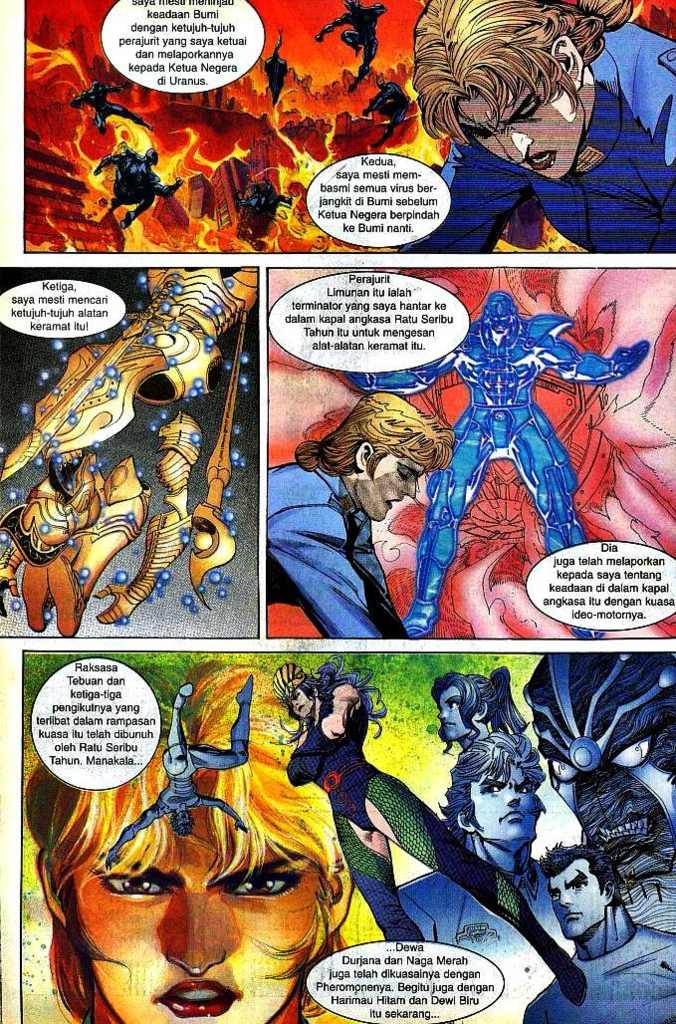 saya mesti meninjau
keadaan Bumi
dengan ketujuh-tujuh
perajurit yang saya ketuai
dan melaporkannya
kepada Ketua Negera
di Uranus.
Kedua,
saya mesti mem-
basmi semua virus ber-
jangkit di Bumi sebelum
Ketua Negera berpindah
ke Bumi nanti.
Ketiga,
saya mesti mencari
ketujuh-tujuh alatan
keramat itu!
Perajurit
Limunan itu ialah
terminator yang saya hantar ke
dalam kapal angkasa Ratu Seribu
Tahun itu untuk mengesan
alat-alatan keramat itu.
Dia
juga telah melaporkan
kepada saya tentang
keadaan di dalam kapal
angkasa itu dengan kuasa
ideo-motornya.
Raksasa
Tebuan dan
ketiga-tiga
pengikutnya yang
terlibat dalam rampasan
kuasa itu telah dibunuh
oleh Ratu Seribu
Tahun. Manakala...
...Dewa
Durjana dan Naga Merah
juga telah dikuasainya dengan
Pherompnenya. Begitu juga dengan
Harimau Hitam dan Dewi Biru
itu sekarang...